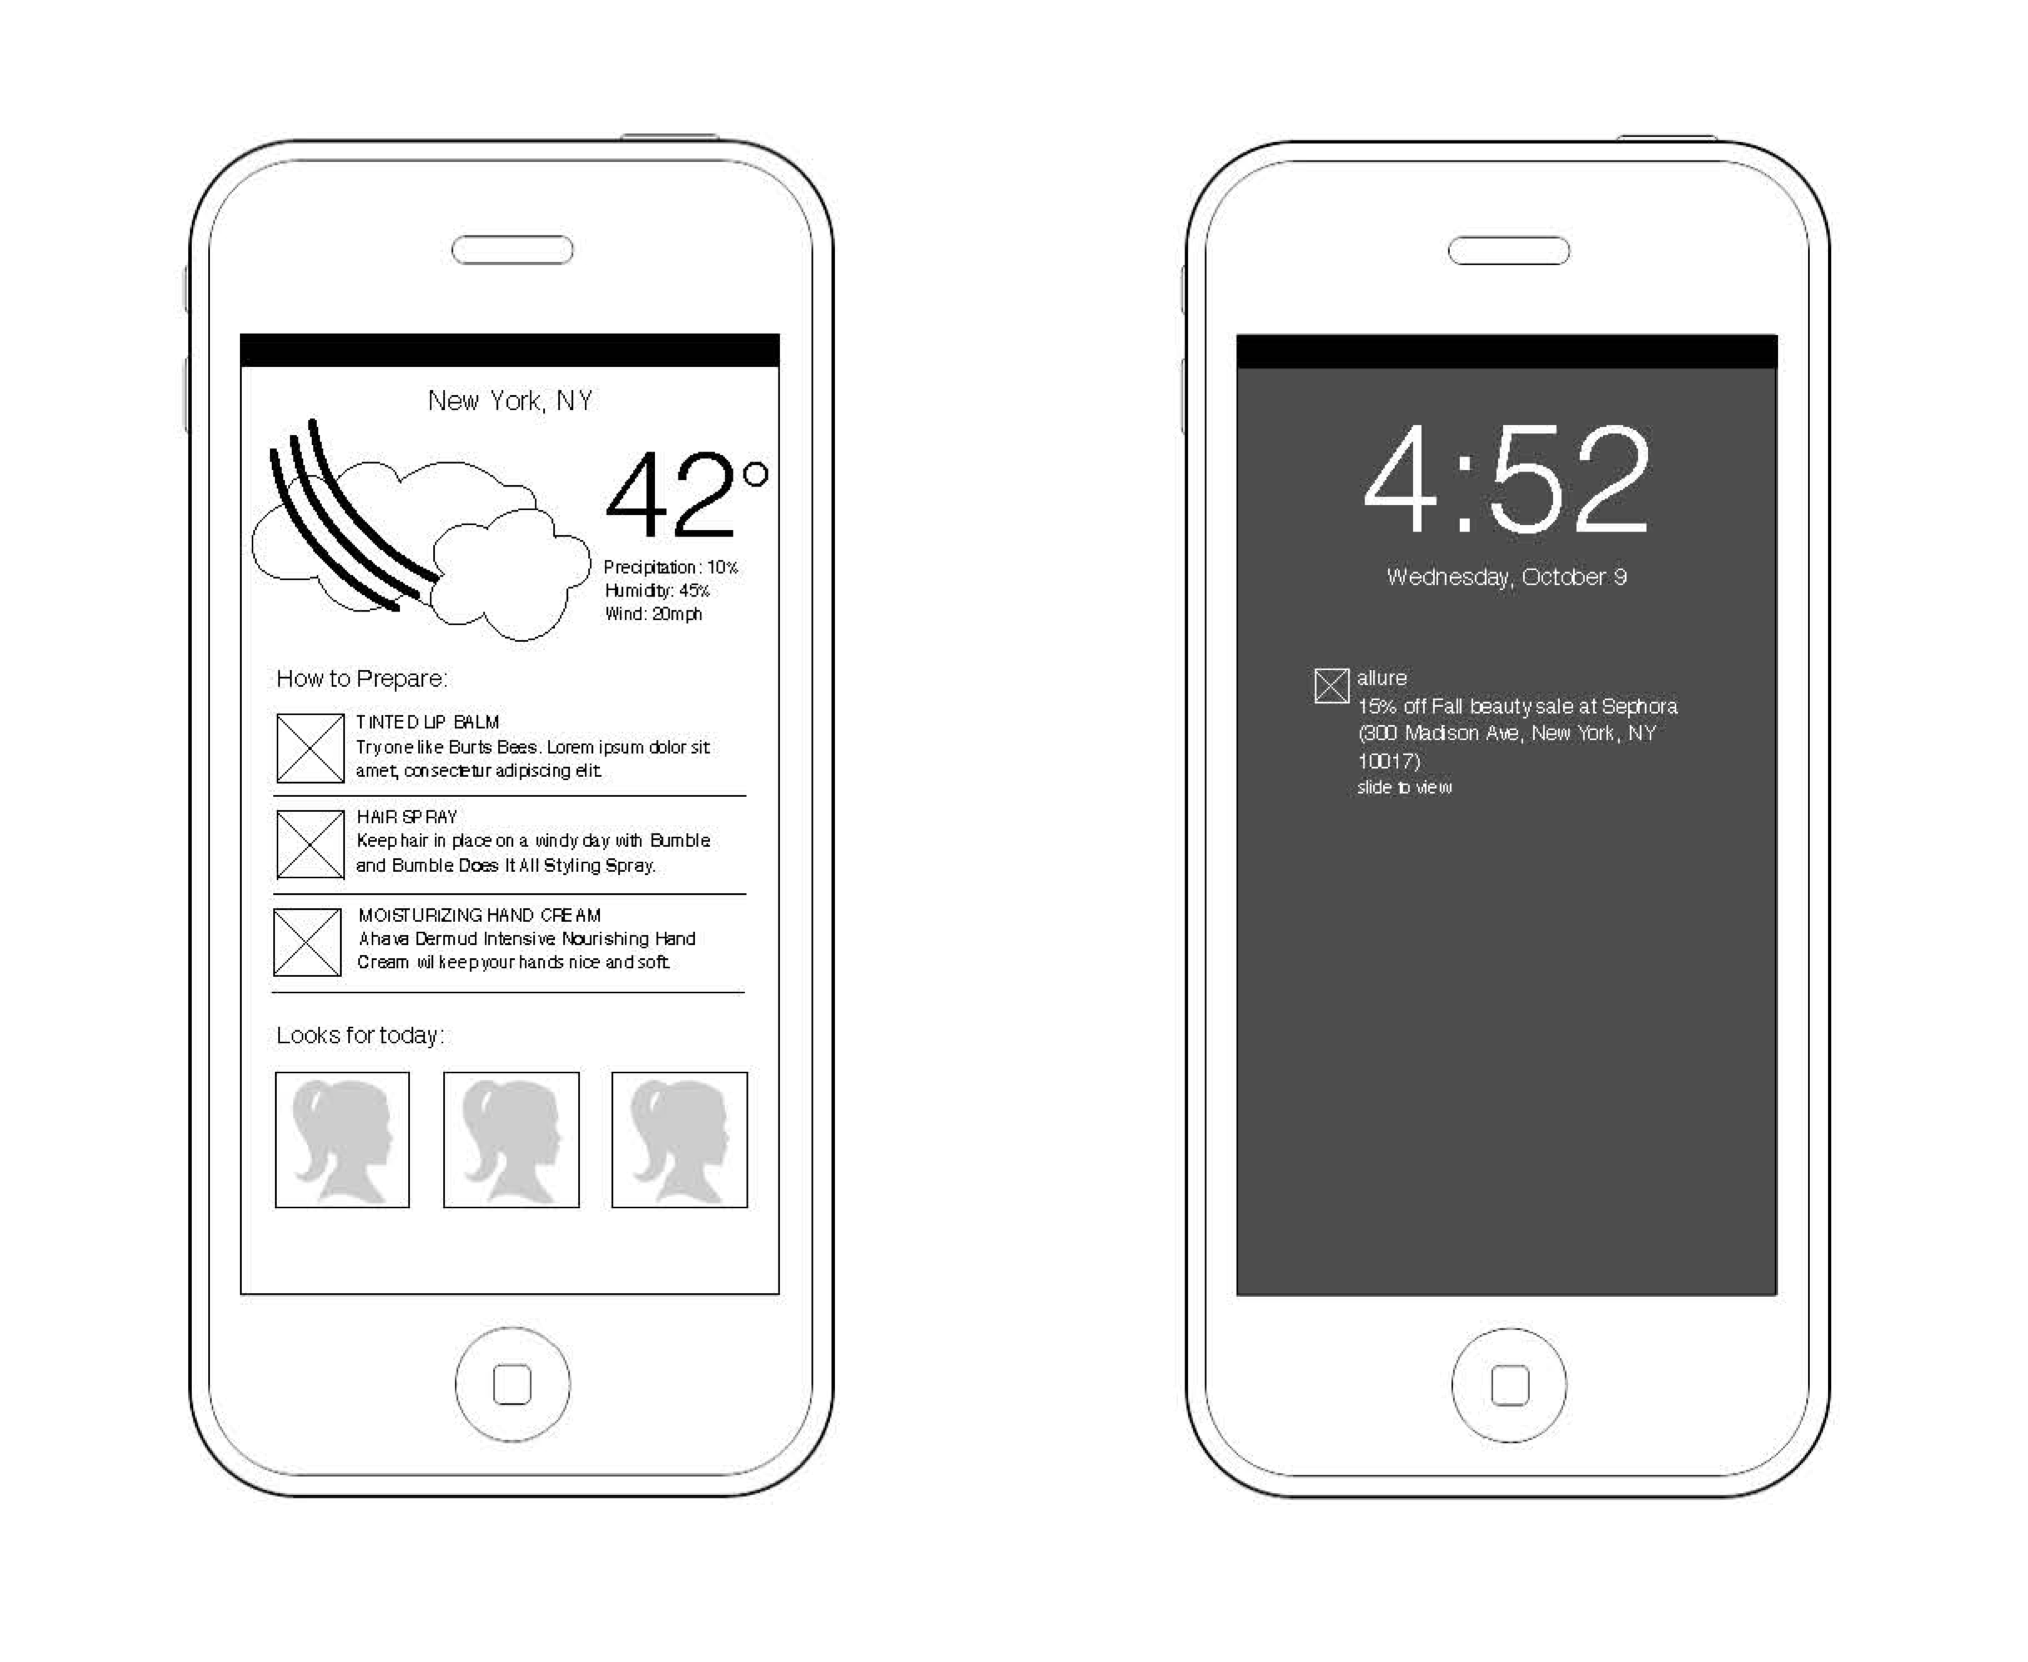 New York, NY
42°
Precipitation: 10%
Humidity: 45%
Wind: 20mph
How to Prepare:
TINTED LIP BALM
Try one like Burts Bees. Lorem ipsum dolor sit
amet, consectetur adipiscing elit.
HAIR SPRAY
Keep hair in place on a windy day with Bumble
and Bumble Does It All Styling Spray.
MOISTURIZING HAND CREAM
Ahava Dermud Intensive Nourishing Hand
Cream wil keep your hands nice and soft.
Looks for today:
4:52
Wednesday, October 9
allure
15% off Fall beauty sale at Sephora
(300 Madison Ave, New York, NY
10017)
slide to view